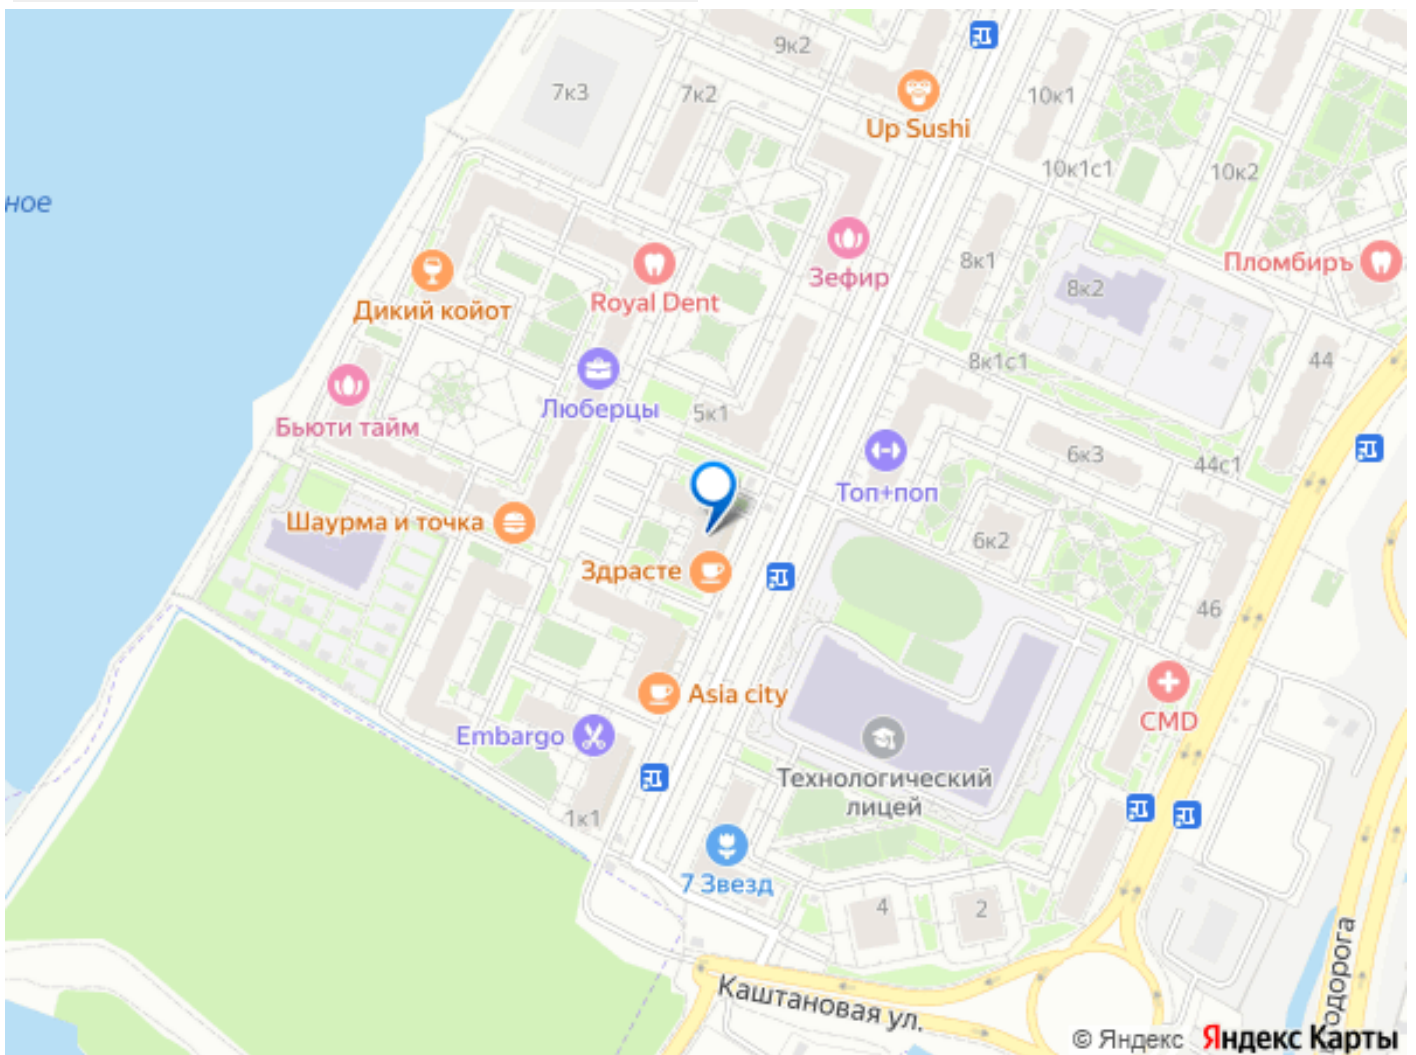 9к2
7к3
7к2
10к1
Up Sushi
10к1с1
10к2
ное
8к1
Зефир
Пломбиръ
8к2
Royal Dent
Дикий койот
8к1с1
44
Люберцы
5к1
Бьюти тайм
6к3
44с1
Топ+поп
Шаурма и точка
6к2
Здрасте
46
Asia city
CMD
Embargo
Технологический
лицей
1к1
7 Звезд
4
2
Каштановая ул.
одорога
© Яндекс Яндекс Карты